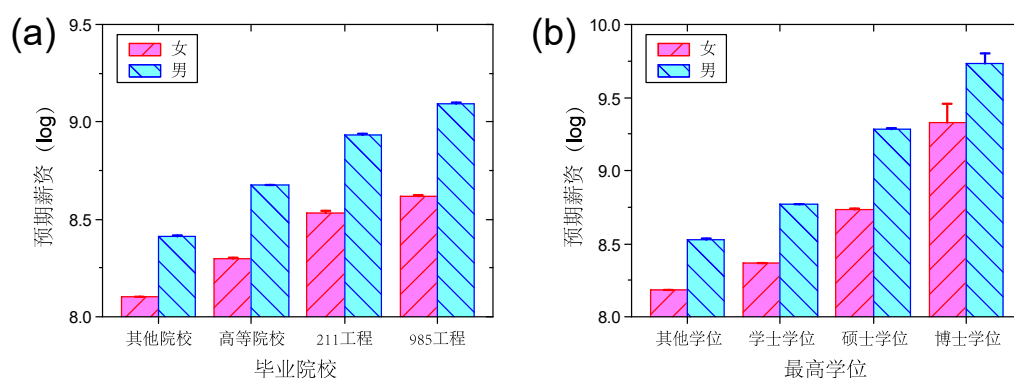 (a)
9.5
9.0
8.5
8.0
预期薪资（log）
女
男
其他院校 高等院校 211工程 985工程
毕业院校
(b)
10.0
9.5
9.0
8.5
8.0
预期薪资（log）
女
男
其他学位 学士学位 硕士学位 博士学位
最高学位